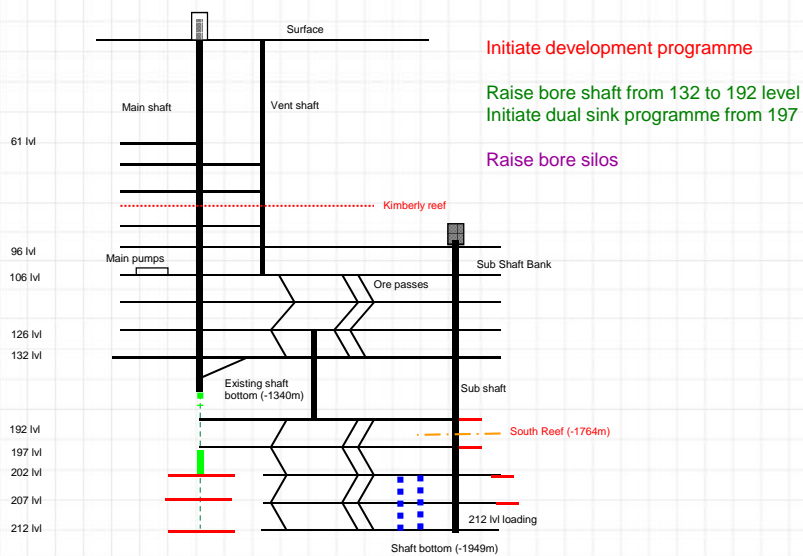 Surface
Initiate development programme
Raise bore shaft from 132 to 192 level
Initiate dual sink programme from 197
Raise bore silos
Main shaft
Vent shaft
61 lvl
Kimberly reef
96 lvl
Main pumps
Sub Shaft Bank
106 lvl
Ore passes
126 lvl
132 lvl
Existing shaft
bottom (-1340m)
Sub shaft
192 lvl
South Reef (-1764m)
197 lvl
202 lvl
207 lvl
212 lvl loading
212 lvl
Shaft bottom (-1949m)